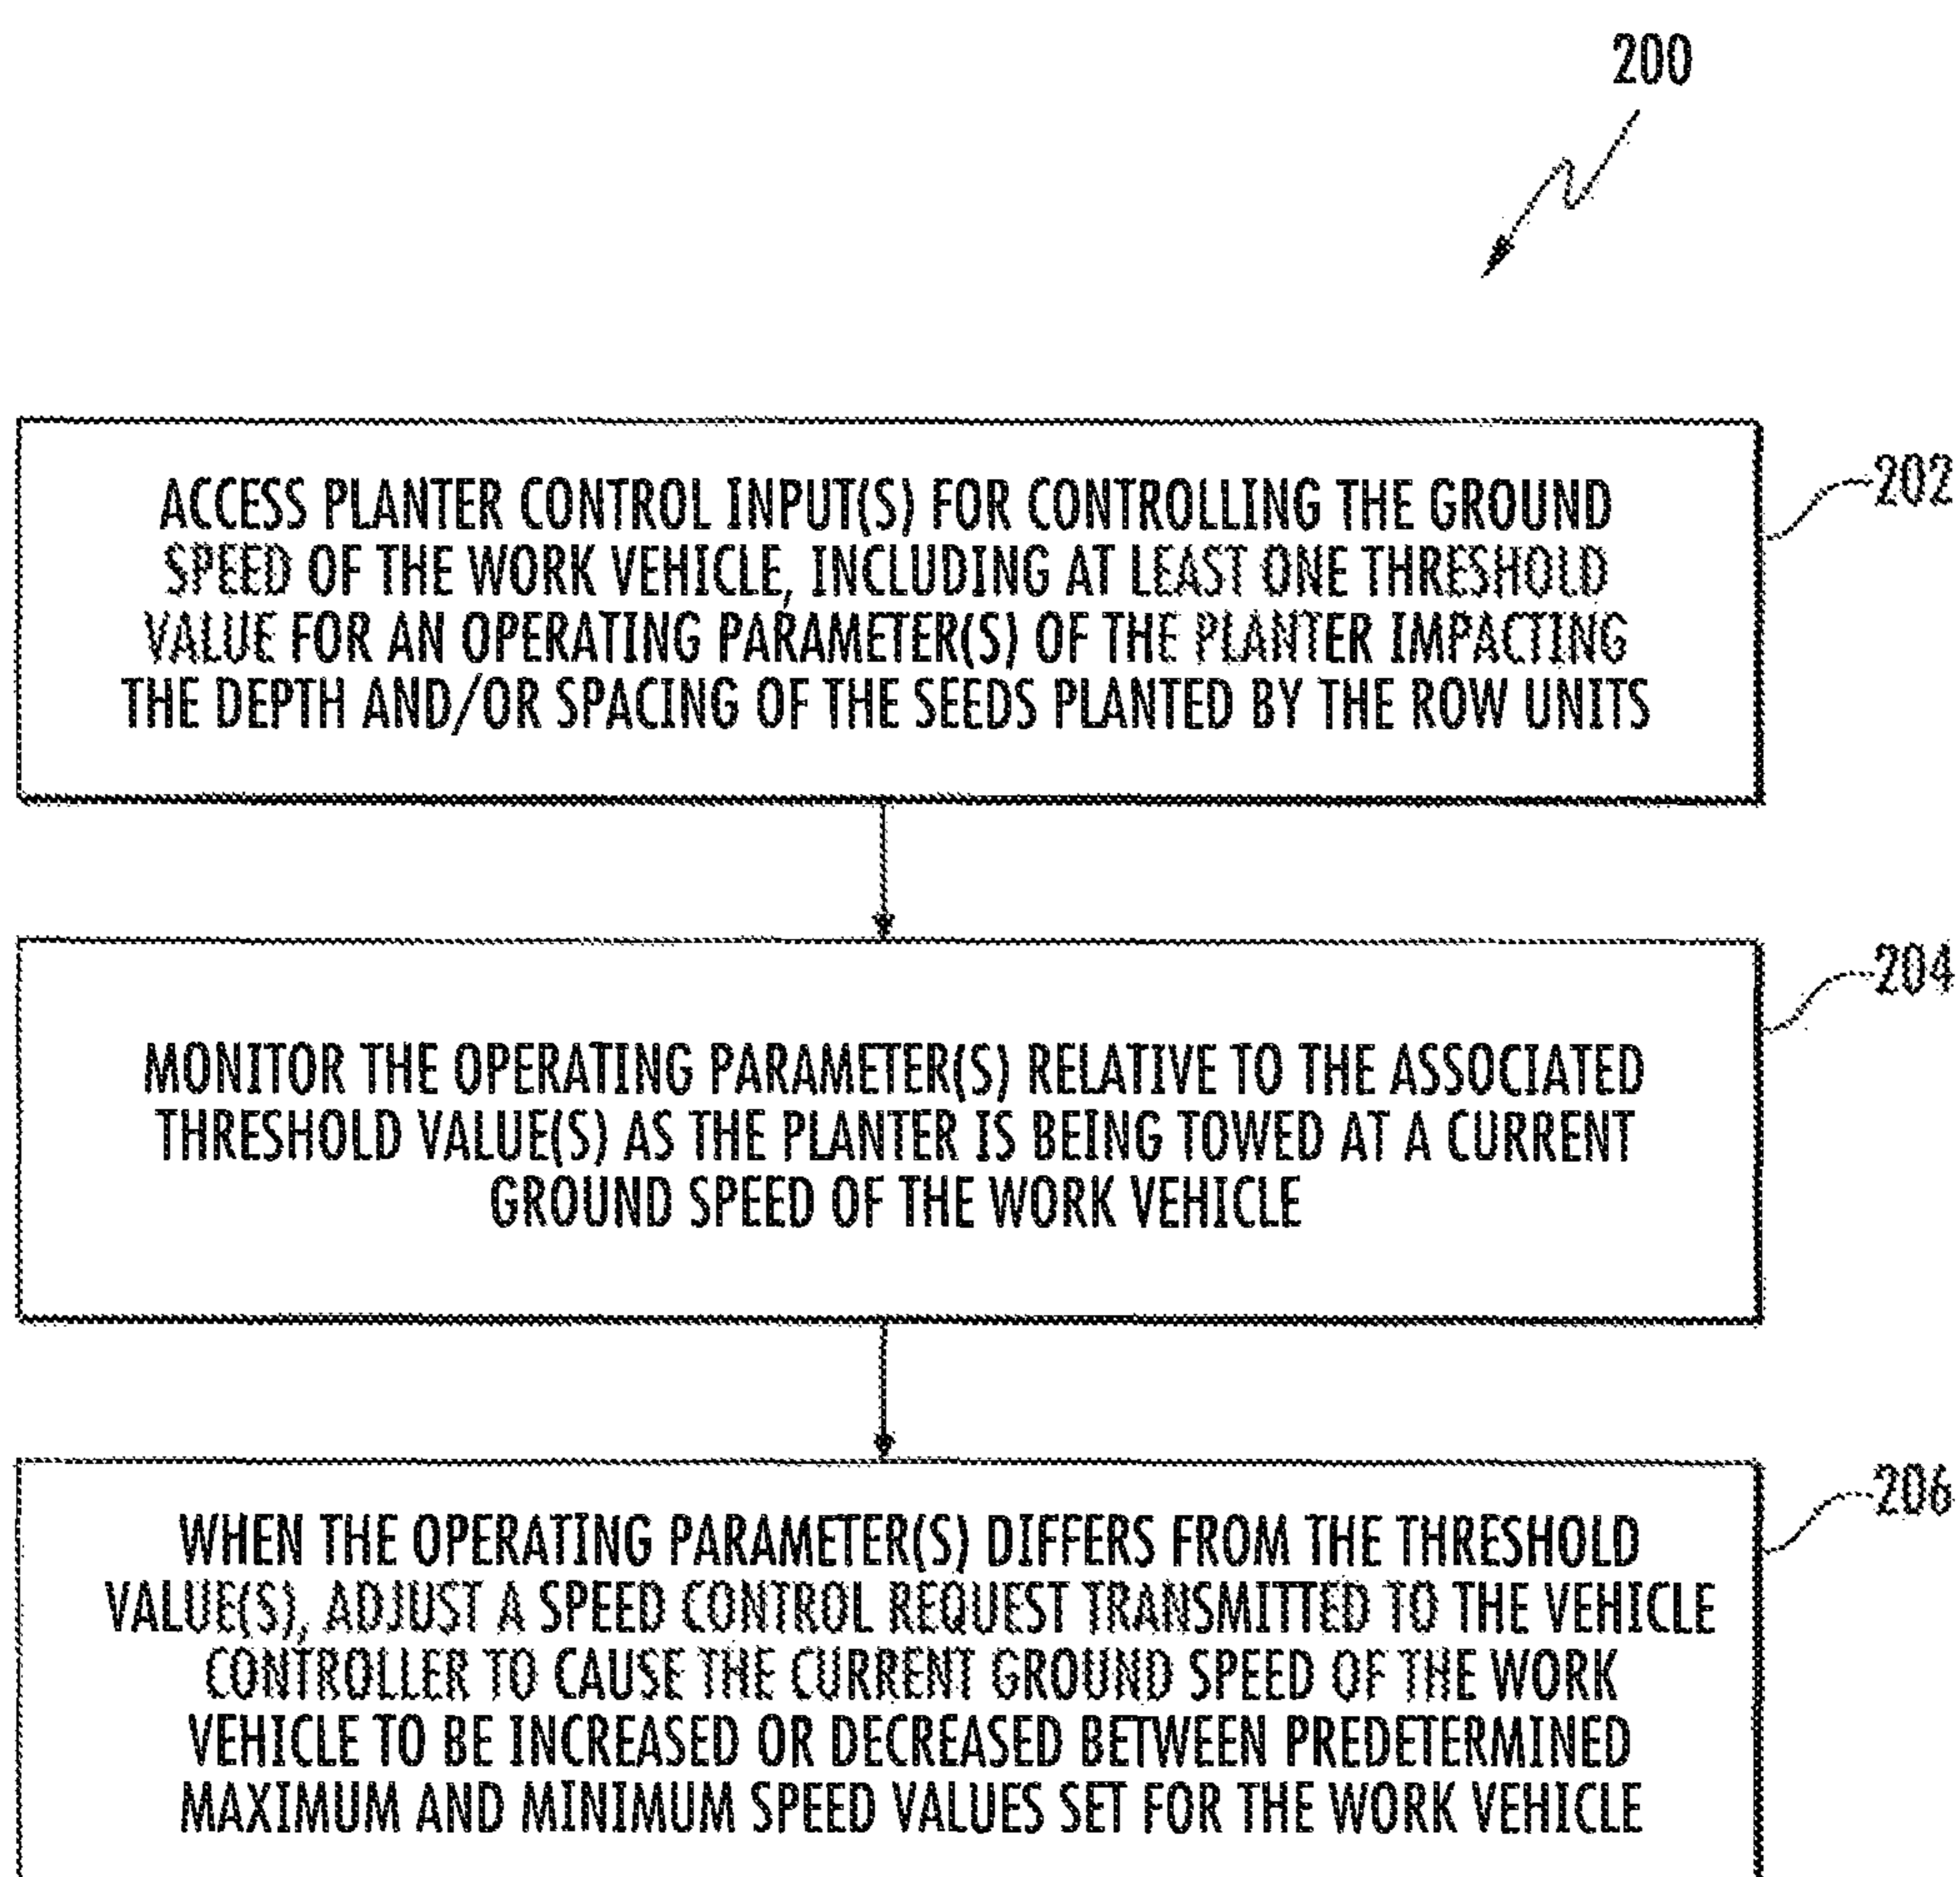 200
ACCESS PLANTER CONTROL INPUT(S) FOR CONTROLLING THE GROUND
SPEED OF THE WORK VEHICLE, INCLUDING AT LEAST ONE THRESHOLD
VALUE FOR AN OPERATING PARAMETER(S) OF THE PLANTER IMPACTING
THE DEPTH AND/OR SPACING OF THE SEEDS PLANTED BY THE ROW UNITS
202
MONITOR THE OPERATING PARAMETER(S) RELATIVE TO THE ASSOCIATED
THRESHOLD VALUE(S) AS THE PLANTER IS BEING TOWED AT A CURRENT
GROUND SPEED OF THE WORK VEHICLE
204
WHEN THE OPERATING PARAMETER(S) DIFFERS FROM THE THRESHOLD
VALUE(S), ADJUST A SPEED CONTROL REQUEST TRANSMITTED TO THE VEHICLE
CONTROLLER TO CAUSE THE CURRENT GROUND SPEED OF THE WORK
VEHICLE TO BE INCREASED OR DECREASED BETWEEN PREDETERMINED
MAXIMUM AND MINIMUM SPEED VALUES SET FOR THE WORK VEHICLE
206